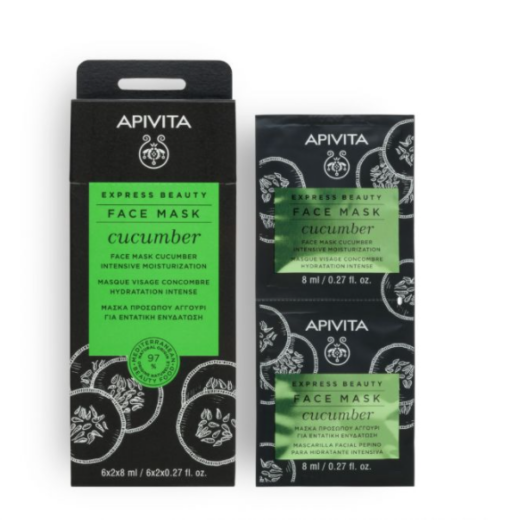 APIVITA
EXPRESS BEAUTY
FACE MASK
cucumber
FACE MASK CUCUMBER
INTENSIVE MOISTURIZATION
MASQUE VISAGE CONCOMBRE
HYDRATATION INTENSE
ΜΑΣΚΑ ΠΡΟΣΩΠΟΥ ΑΓΓΟΥΡΙ
ΓΙΑ ΕΝΤΑΤΙΚΗ ΕΝΥΔΑΤΩΣΗ
MEDITERRANEAN
97
%
BEAUTY FOOD
6x2x8 ml / 6x2x0.27 fl. oz.
APIVITA
EXPRESS BEAUTY
FACE MASK
cucumber
FACE MASK CUCUMBER
INTENSIVE MOISTURIZATION
MASQUE VISAGE CONCOMBRE
HYDRATATION INTENSE
8 ml / 0.27 fl. oz.
APIVITA
EXPRESS BEAUTY
FACE MASK
cucumber
ΜΑΣΚΑ ΠΡΟΣΩΠΟΥ ΑΓΓΟΥΡΙ
ΓΙΑ ΕΝΤΑΤΙΚΗ ΕΝΥΔΑΤΩΣΗ
MASCARILLA FACIAL PEPINO
PARA HIDRATANTE INTENSIVA
8 ml / 0.27 fl. oz.